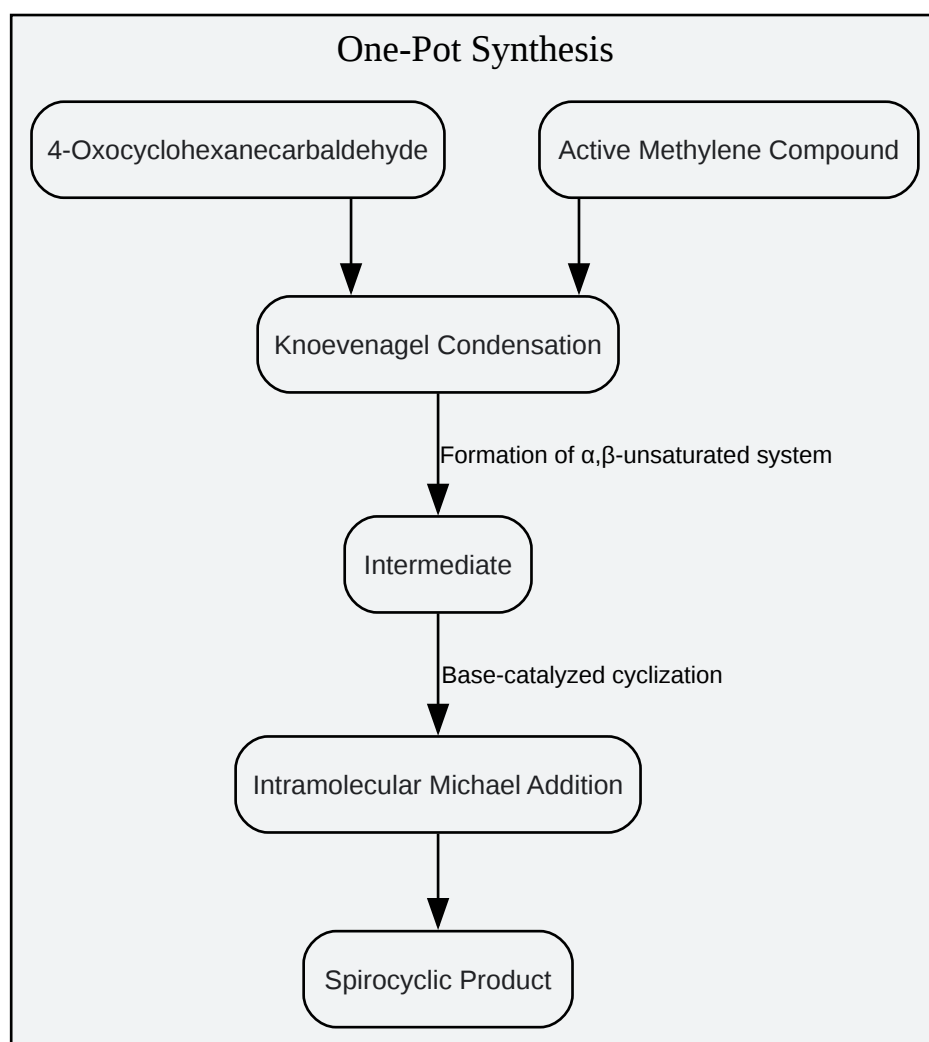 One-Pot Synthesis
4-Oxocyclohexanecarbaldehyde
Active Methylene Compound
Knoevenagel Condensation
Formation of α,β-unsaturated system
Intermediate
Base-catalyzed cyclization
Intramolecular Michael Addition
Spirocyclic Product